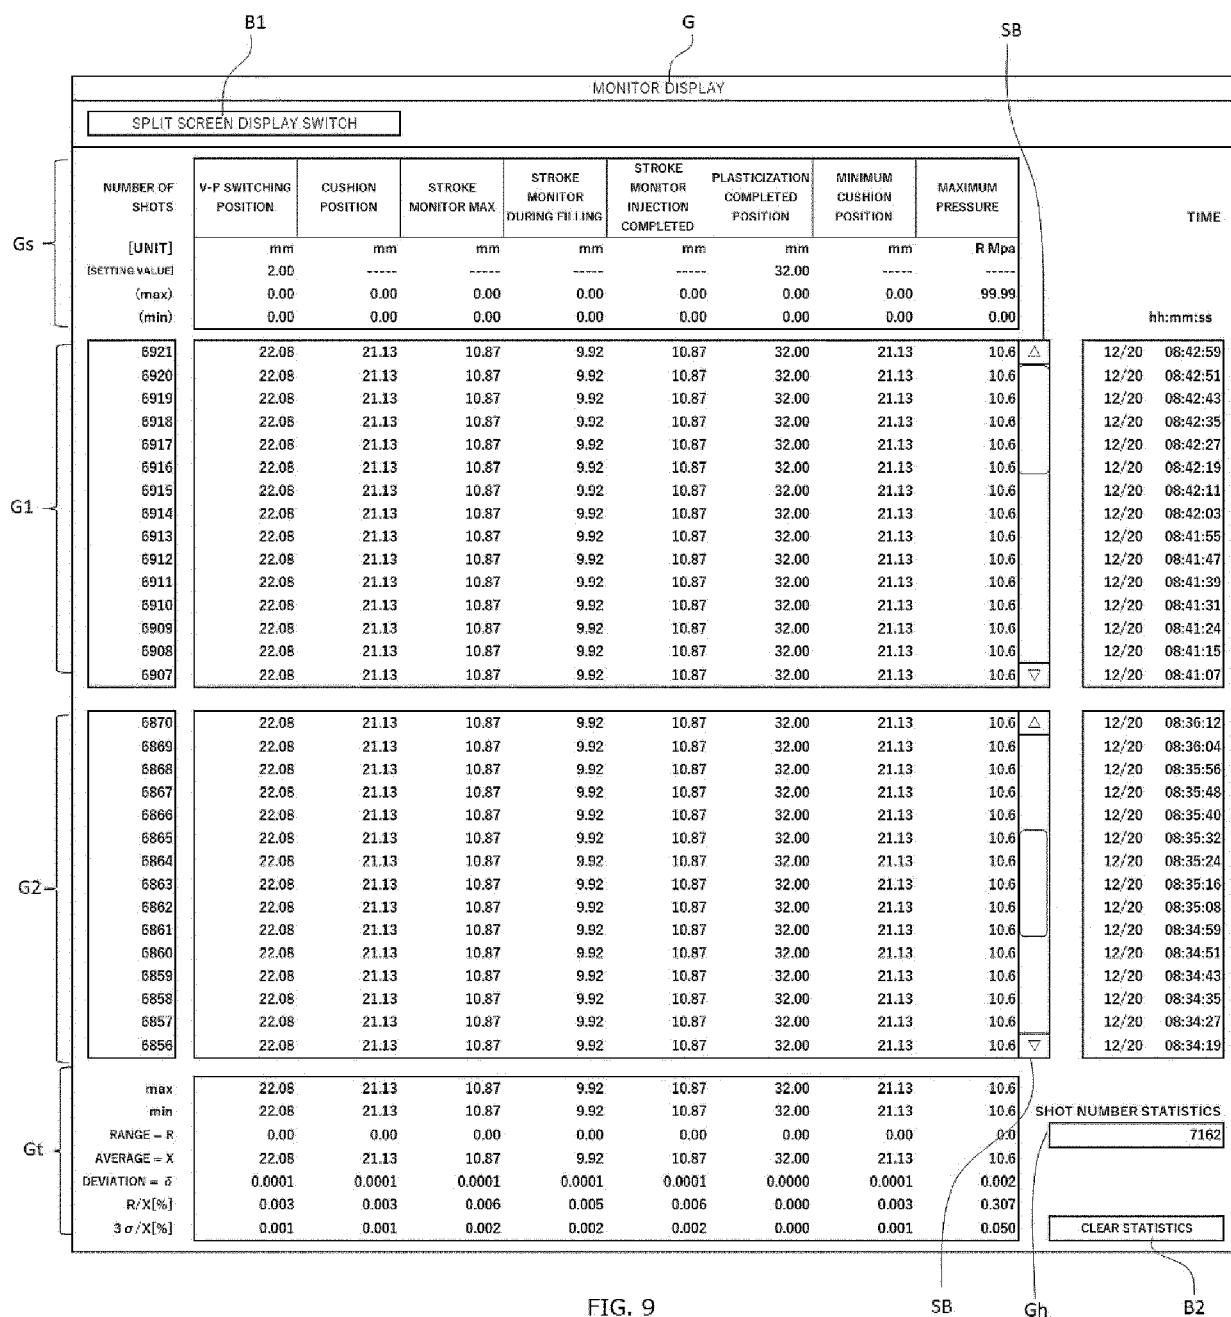 B1
G
SB
MONITOR DISPLAY
SPLIT SCREEN DISPLAY SWITCH
NUMBER OF SHOTS V-P SWITCHING POSITION CUSHION POSITION STROKE MONITOR MAX STROKE MONITOR DURING FILLING STROKE MONITOR INJECTION COMPLETED PLASTICIZATION COMPLETED POSITION MINIMUM CUSHION POSITION MAXIMUM PRESSURE TIME
Gs
[UNIT] mm mm mm mm mm mm mm R Mpa
[SETTING VALUE] 2.00 ----- ----- ----- ----- 32.00 ----- -----
(max) 0.00 0.00 0.00 0.00 0.00 0.00 0.00 99.99
(min) 0.00 0.00 0.00 0.00 0.00 0.00 0.00 0.00 hh:mm:ss
6921 22.08 21.13 10.87 9.92 10.87 32.00 21.13 10.6 △ 12/20 08:42:59
6920 22.08 21.13 10.87 9.92 10.87 32.00 21.13 10.6 12/20 08:42:51
6919 22.08 21.13 10.87 9.92 10.87 32.00 21.13 10.6 12/20 08:42:43
6918 22.08 21.13 10.87 9.92 10.87 32.00 21.13 10.6 12/20 08:42:35
6917 22.08 21.13 10.87 9.92 10.87 32.00 21.13 10.6 12/20 08:42:27
6916 22.08 21.13 10.87 9.92 10.87 32.00 21.13 10.6 12/20 08:42:19
6915 22.08 21.13 10.87 9.92 10.87 32.00 21.13 10.6 12/20 08:42:11
G1
6914 22.08 21.13 10.87 9.92 10.87 32.00 21.13 10.6 12/20 08:42:03
6913 22.08 21.13 10.87 9.92 10.87 32.00 21.13 10.6 12/20 08:41:55
6912 22.08 21.13 10.87 9.92 10.87 32.00 21.13 10.6 12/20 08:41:47
6911 22.08 21.13 10.87 9.92 10.87 32.00 21.13 10.6 12/20 08:41:39
6910 22.08 21.13 10.87 9.92 10.87 32.00 21.13 10.6 12/20 08:41:31
6909 22.08 21.13 10.87 9.92 10.87 32.00 21.13 10.6 12/20 08:41:24
6908 22.08 21.13 10.87 9.92 10.87 32.00 21.13 10.6 12/20 08:41:15
6907 22.08 21.13 10.87 9.92 10.87 32.00 21.13 10.6 ▽ 12/20 08:41:07
6870 22.08 21.13 10.87 9.92 10.87 32.00 21.13 10.6 △ 12/20 08:36:12
6869 22.08 21.13 10.87 9.92 10.87 32.00 21.13 10.6 12/20 08:36:04
6868 22.08 21.13 10.87 9.92 10.87 32.00 21.13 10.6 12/20 08:35:56
6867 22.08 21.13 10.87 9.92 10.87 32.00 21.13 10.6 12/20 08:35:48
6866 22.08 21.13 10.87 9.92 10.87 32.00 21.13 10.6 12/20 08:35:40
6865 22.08 21.13 10.87 9.92 10.87 32.00 21.13 10.6 12/20 08:35:32
6864 22.08 21.13 10.87 9.92 10.87 32.00 21.13 10.6 12/20 08:35:24
G2
6863 22.08 21.13 10.87 9.92 10.87 32.00 21.13 10.6 12/20 08:35:16
6862 22.08 21.13 10.87 9.92 10.87 32.00 21.13 10.6 12/20 08:35:08
6861 22.08 21.13 10.87 9.92 10.87 32.00 21.13 10.6 12/20 08:34:59
6860 22.08 21.13 10.87 9.92 10.87 32.00 21.13 10.6 12/20 08:34:51
6859 22.08 21.13 10.87 9.92 10.87 32.00 21.13 10.6 12/20 08:34:43
6858 22.08 21.13 10.87 9.92 10.87 32.00 21.13 10.6 12/20 08:34:35
6857 22.08 21.13 10.87 9.92 10.87 32.00 21.13 10.6 12/20 08:34:27
6856 22.08 21.13 10.87 9.92 10.87 32.00 21.13 10.6 ▽ 12/20 08:34:19
max 22.08 21.13 10.87 9.92 10.87 32.00 21.13 10.6
min 22.08 21.13 10.87 9.92 10.87 32.00 21.13 10.6 SHOT NUMBER STATISTICS
RANGE = R 0.00 0.00 0.00 0.00 0.00 0.00 0.00 0.0 7162
Gt
AVERAGE = X 22.08 21.13 10.87 9.92 10.87 32.00 21.13 10.6
DEVIATION = σ 0.0001 0.0001 0.0001 0.0001 0.0001 0.0000 0.0001 0.002
R/X[%] 0.003 0.003 0.006 0.005 0.006 0.000 0.003 0.307
3σ/X[%] 0.001 0.001 0.002 0.002 0.002 0.000 0.001 0.050 CLEAR STATISTICS
SB
Gh
B2
FIG. 9